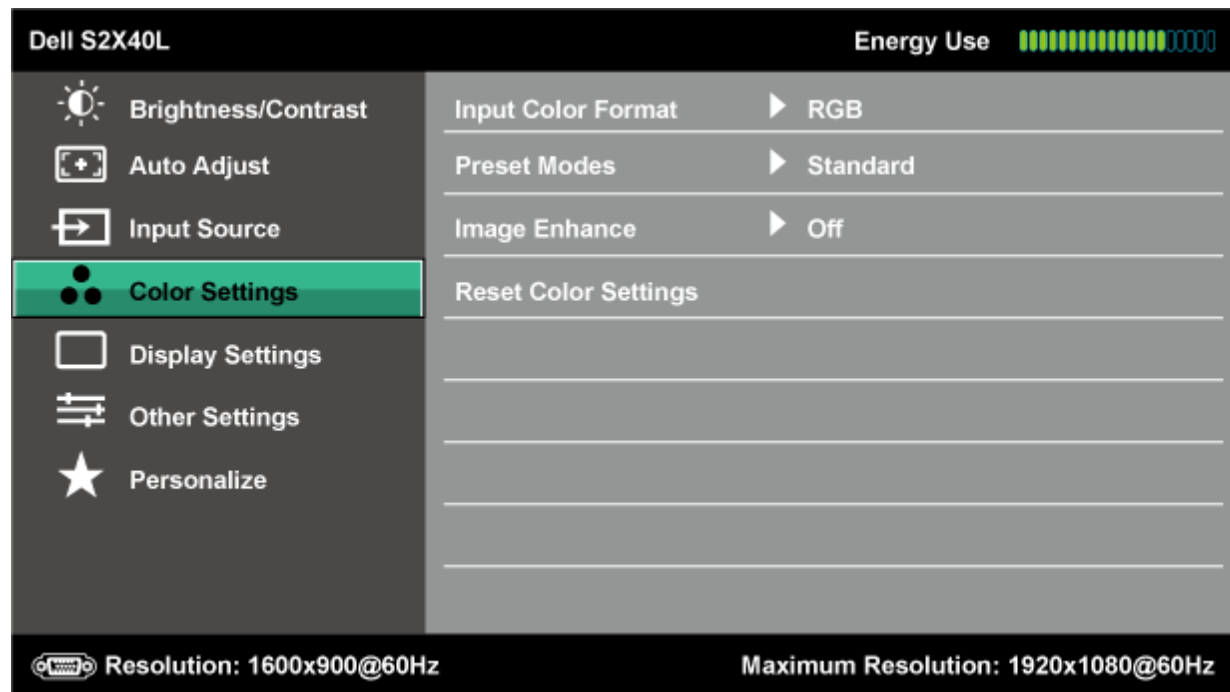 Dell S2X40L Energy Use
Brightness/Contrast
Auto Adjust
Input Source
Color Settings
Display Settings
Other Settings
Personalize
Input Color Format RGB
Preset Modes Standard
Image Enhance Off
Reset Color Settings
Resolution: 1600x900@60Hz Maximum Resolution: 1920x1080@60Hz